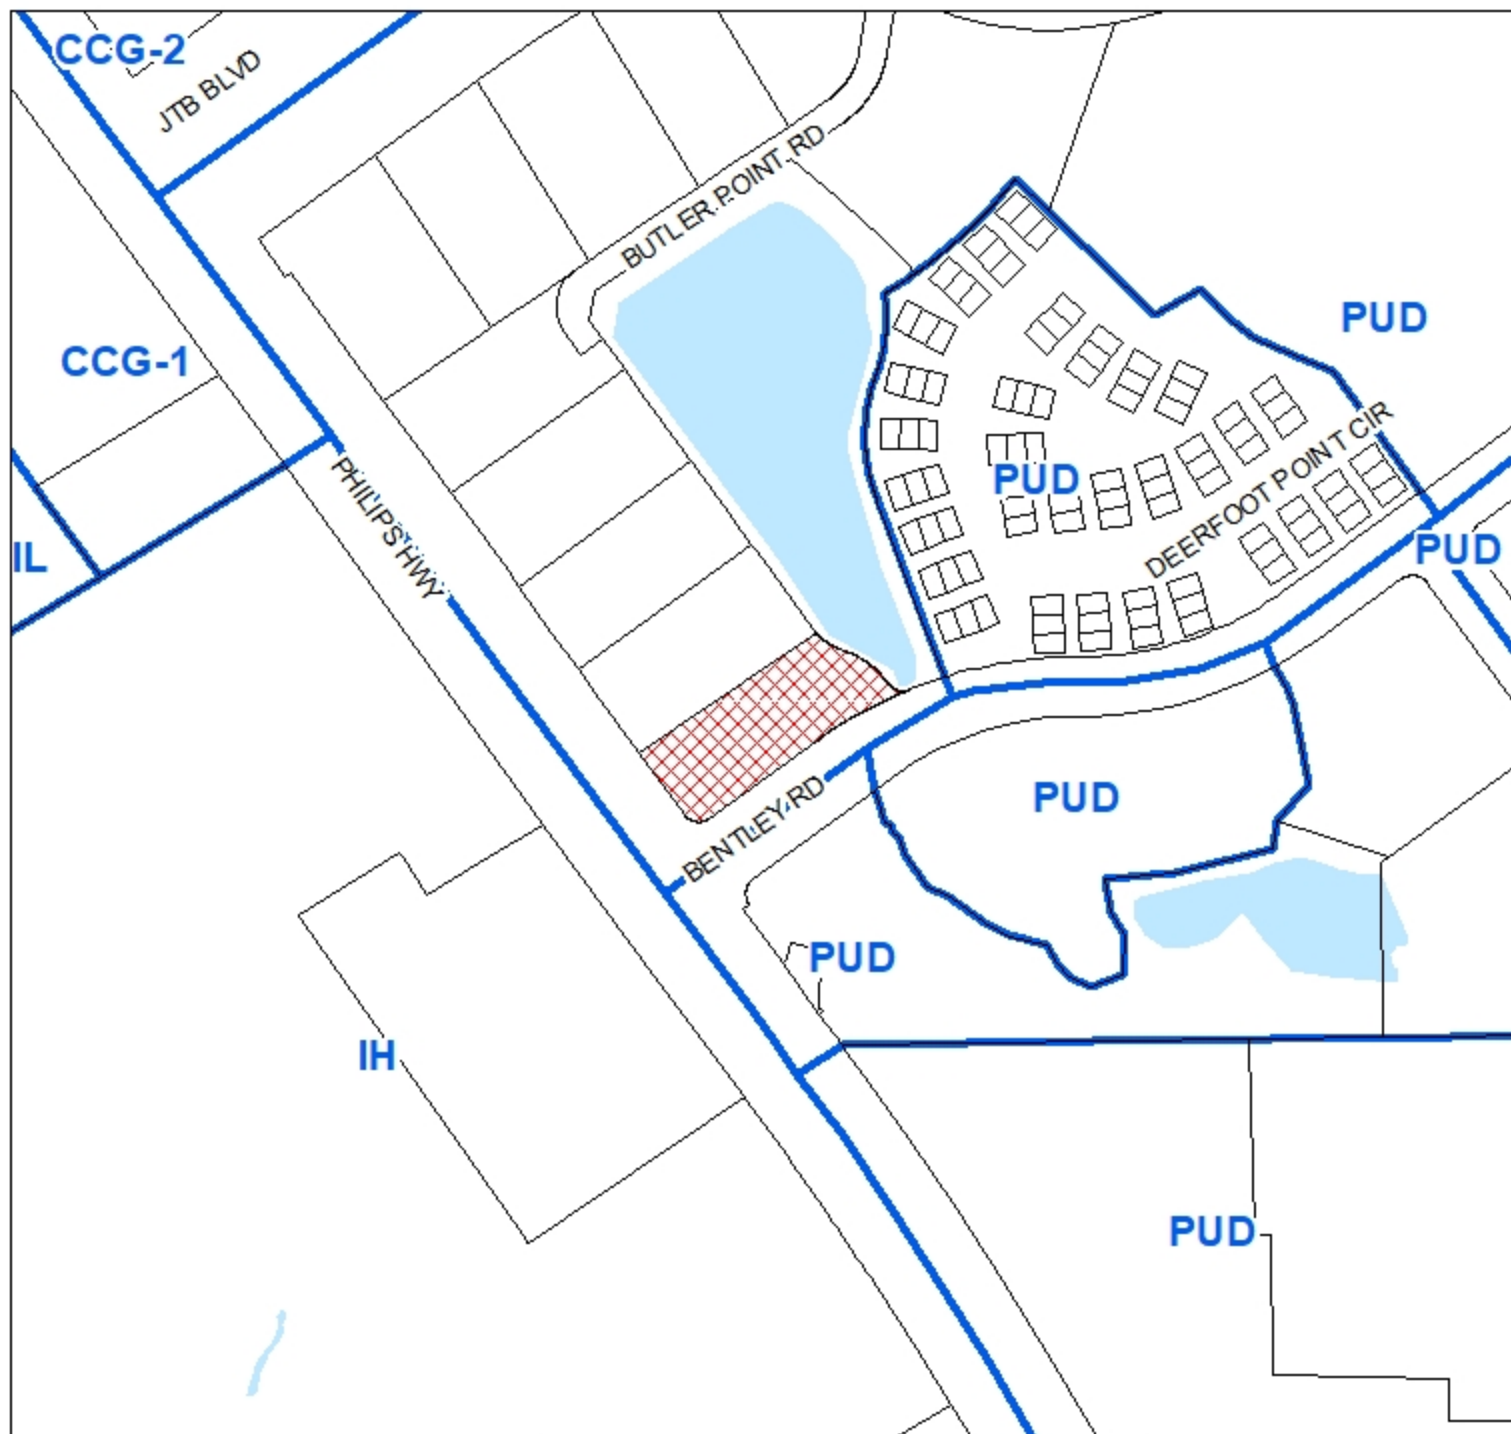 CCG-2
JTB BLVD
BUTLER POINT RD
PUD
CCG-1
PHILIPS HWY
PUD
DEERFOOT POINT CIR
IL
PUD
PUD
BENTLEY RD
PUD
IH
PUD